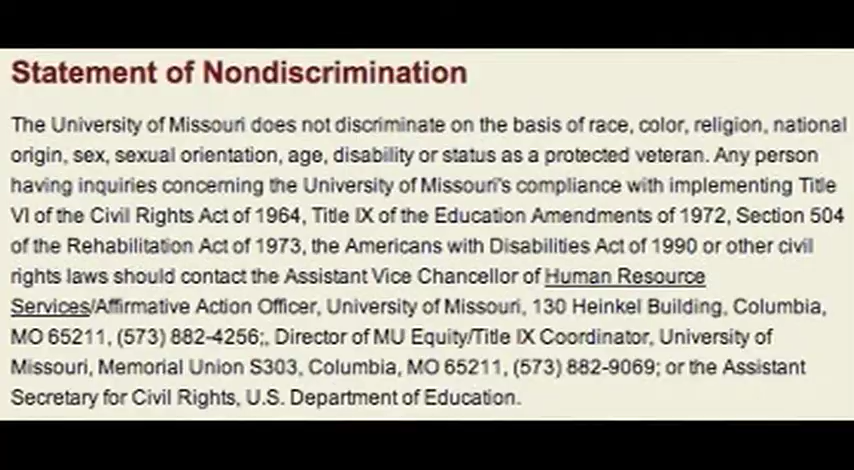 Statement of Nondiscrimination
The University of Missouri does not discriminate on the basis of race, color, religion, national
origin, sex, sexual orientation, age, disability or status as a protected veteran. Any person
having inquiries concerning the University of Missouri's compliance with implementing Title
VI of the Civil Rights Act of 1964, Title IX of the Education Amendments of 1972, Section 504
of the Rehabilitation Act of 1973, the Americans with Disabilities Act of 1990 or other civil
rights laws should contact the Assistant Vice Chancellor of Human Resource
Services/Affirmative Action Officer, University of Missouri, 130 Heinkel Building, Columbia,
MO 65211, (573) 882-4256;, Director of MU Equity/Title IX Coordinator, University of
Missouri, Memorial Union S303, Columbia, MO 65211, (573) 882-9069; or the Assistant
Secretary for Civil Rights, U.S. Department of Education.